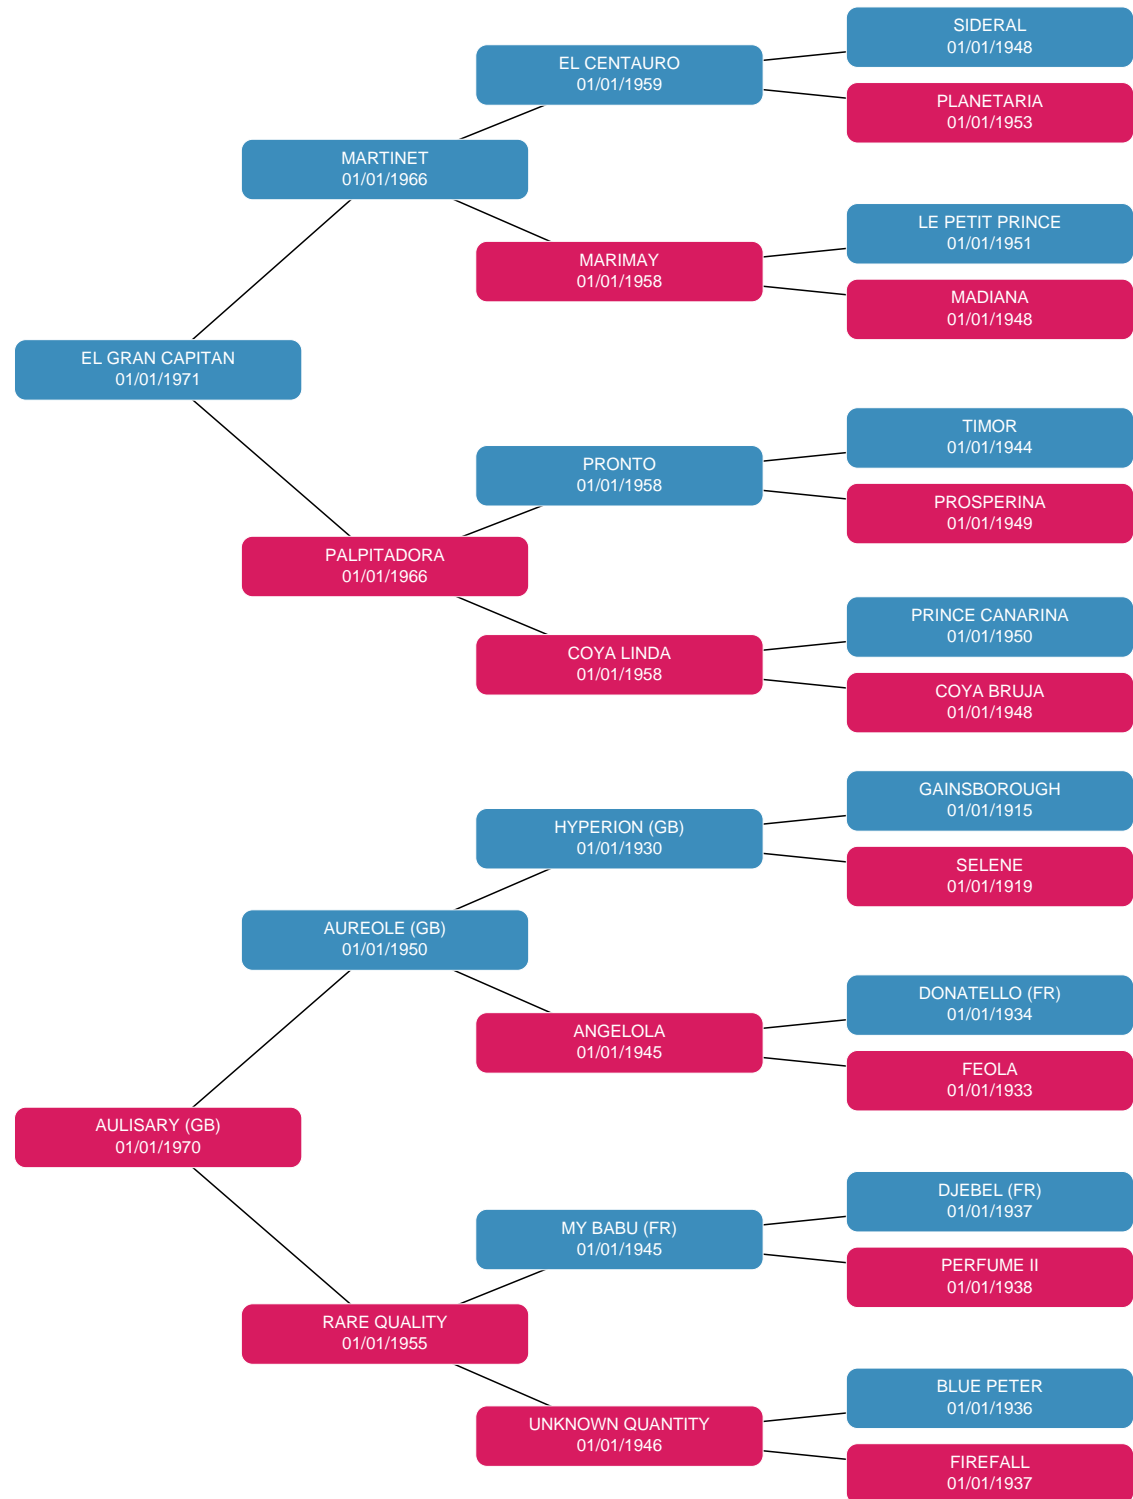 SIDERAL
01/01/1948
EL CENTAURO
01/01/1959
PLANETARIA
01/01/1953
MARTINET
01/01/1966
LE PETIT PRINCE
01/01/1951
MARIMAY
01/01/1958
MADIANA
01/01/1948
EL GRAN CAPITAN
01/01/1971
TIMOR
01/01/1944
PRONTO
01/01/1958
PROSPERINA
01/01/1949
PALPITADORA
01/01/1966
PRINCE CANARINA
01/01/1950
COYA LINDA
01/01/1958
COYA BRUJA
01/01/1948
GAINSBOROUGH
01/01/1915
HYPERION (GB)
01/01/1930
SELENE
01/01/1919
AUREOLE (GB)
01/01/1950
DONATELLO (FR)
01/01/1934
ANGELOLA
01/01/1945
FEOLA
01/01/1933
AULISARY (GB)
01/01/1970
DJEBEL (FR)
01/01/1937
MY BABU (FR)
01/01/1945
PERFUME II
01/01/1938
RARE QUALITY
01/01/1955
BLUE PETER
01/01/1936
UNKNOWN QUANTITY
01/01/1946
FIREFALL
01/01/1937